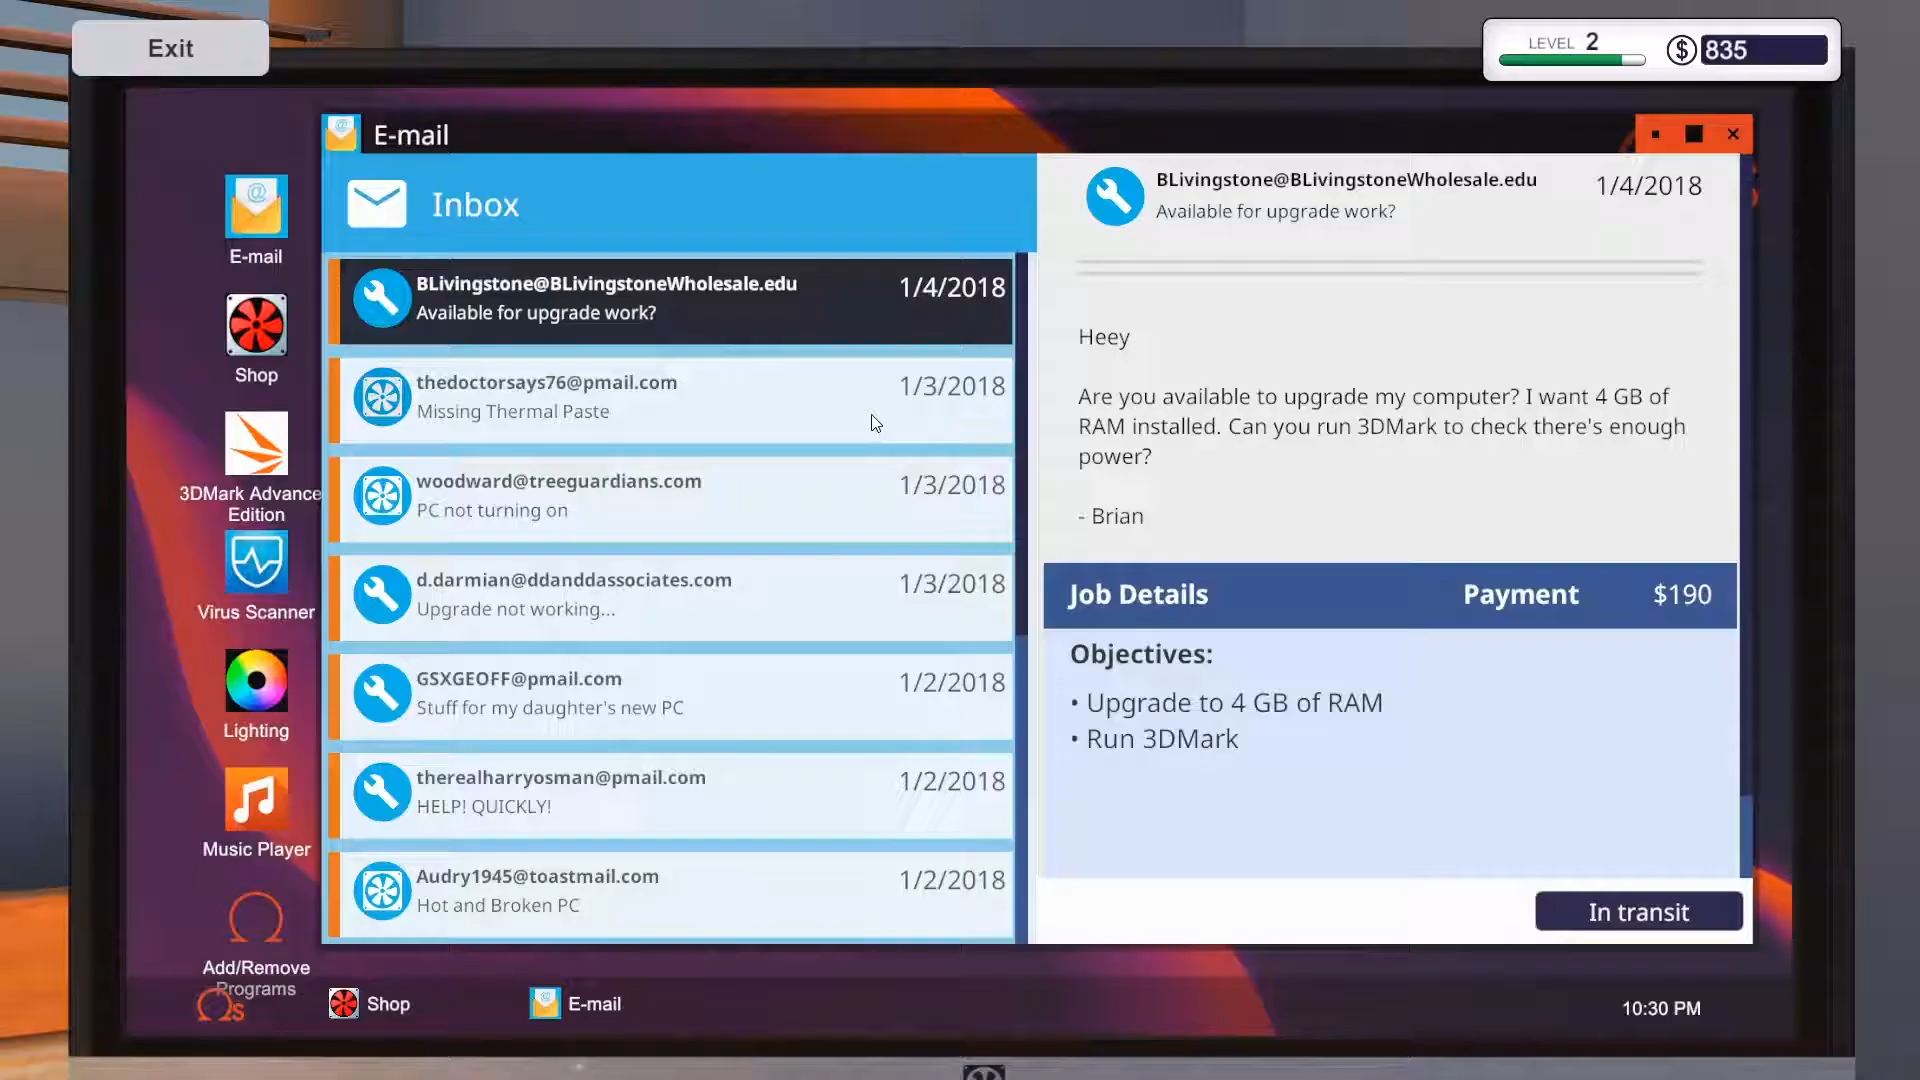 Exit
LEVEL 2
$ 835
E-mail
E-mail
Shop
3DMark Advance
Edition
Virus Scanner
Lighting
Music Player
Add/Remove
Programs
Inbox
BLivingstone@BLivingstoneWholesale.edu
1/4/2018
Available for upgrade work?
thedoctorsays76@pmail.com
1/3/2018
Missing Thermal Paste
woodward@treeguardians.com
1/3/2018
PC not turning on
d.darmian@ddanddassociates.com
1/3/2018
Upgrade not working...
GSXGEOFF@pmail.com
1/2/2018
Stuff for my daughter's new PC
therealharryosman@pmail.com
1/2/2018
HELP! QUICKLY!
Audry1945@toastmail.com
1/2/2018
Hot and Broken PC
BLivingstone@BLivingstoneWholesale.edu
1/4/2018
Available for upgrade work?
Heey
Are you available to upgrade my computer? I want 4 GB of
RAM installed. Can you run 3DMark to check there's enough
power?
- Brian
Job Details
Payment
$190
Objectives:
• Upgrade to 4 GB of RAM
• Run 3DMark
In transit
Ωs
Shop
E-mail
10:30 PM